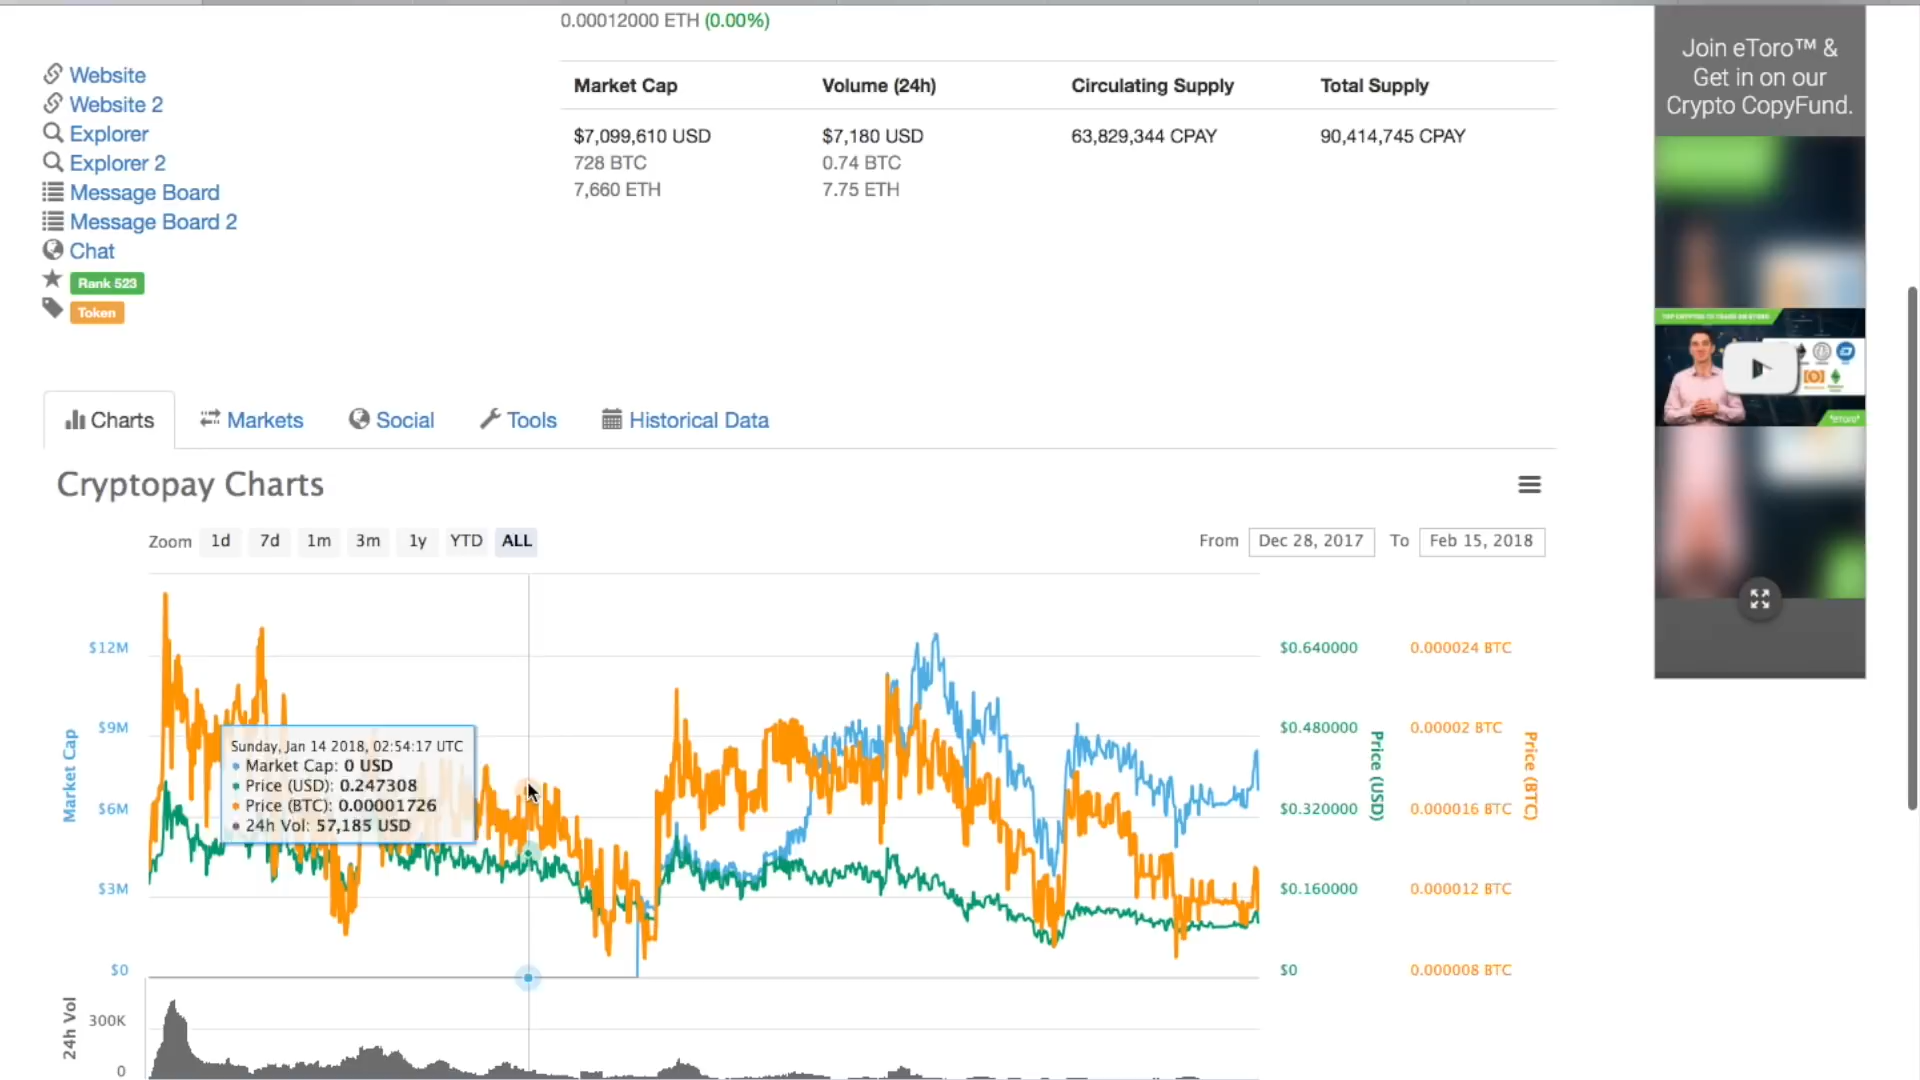 0.00012000 ETH (0.00%)
Website
Website 2
Explorer
Explorer 2
Message Board
Message Board 2
Chat
Rank 523
Token
Market Cap Volume (24h) Circulating Supply Total Supply
$7,099,610 USD $7,180 USD 63,829,344 CPAY 90,414,745 CPAY
728 BTC 0.74 BTC
7,660 ETH 7.75 ETH
Join eToro™ &
Get in on our
Crypto CopyFund.
TOP CRYPTOS TO TRADE ON ETORO
eToro
Charts Markets Social Tools Historical Data
Cryptopay Charts
Zoom 1d 7d 1m 3m 1y YTD ALL
From Dec 28, 2017 To Feb 15, 2018
Market Cap
$12M
$9M
$6M
$3M
$0
Sunday, Jan 14 2018, 02:54:17 UTC
Market Cap: 0 USD
Price (USD): 0.247308
Price (BTC): 0.00001726
24h Vol: 57,185 USD
$0.640000
$0.480000
$0.320000
$0.160000
$0
Price (USD)
0.000024 BTC
0.00002 BTC
0.000016 BTC
0.000012 BTC
0.000008 BTC
Price (BTC)
24h Vol
300K
0